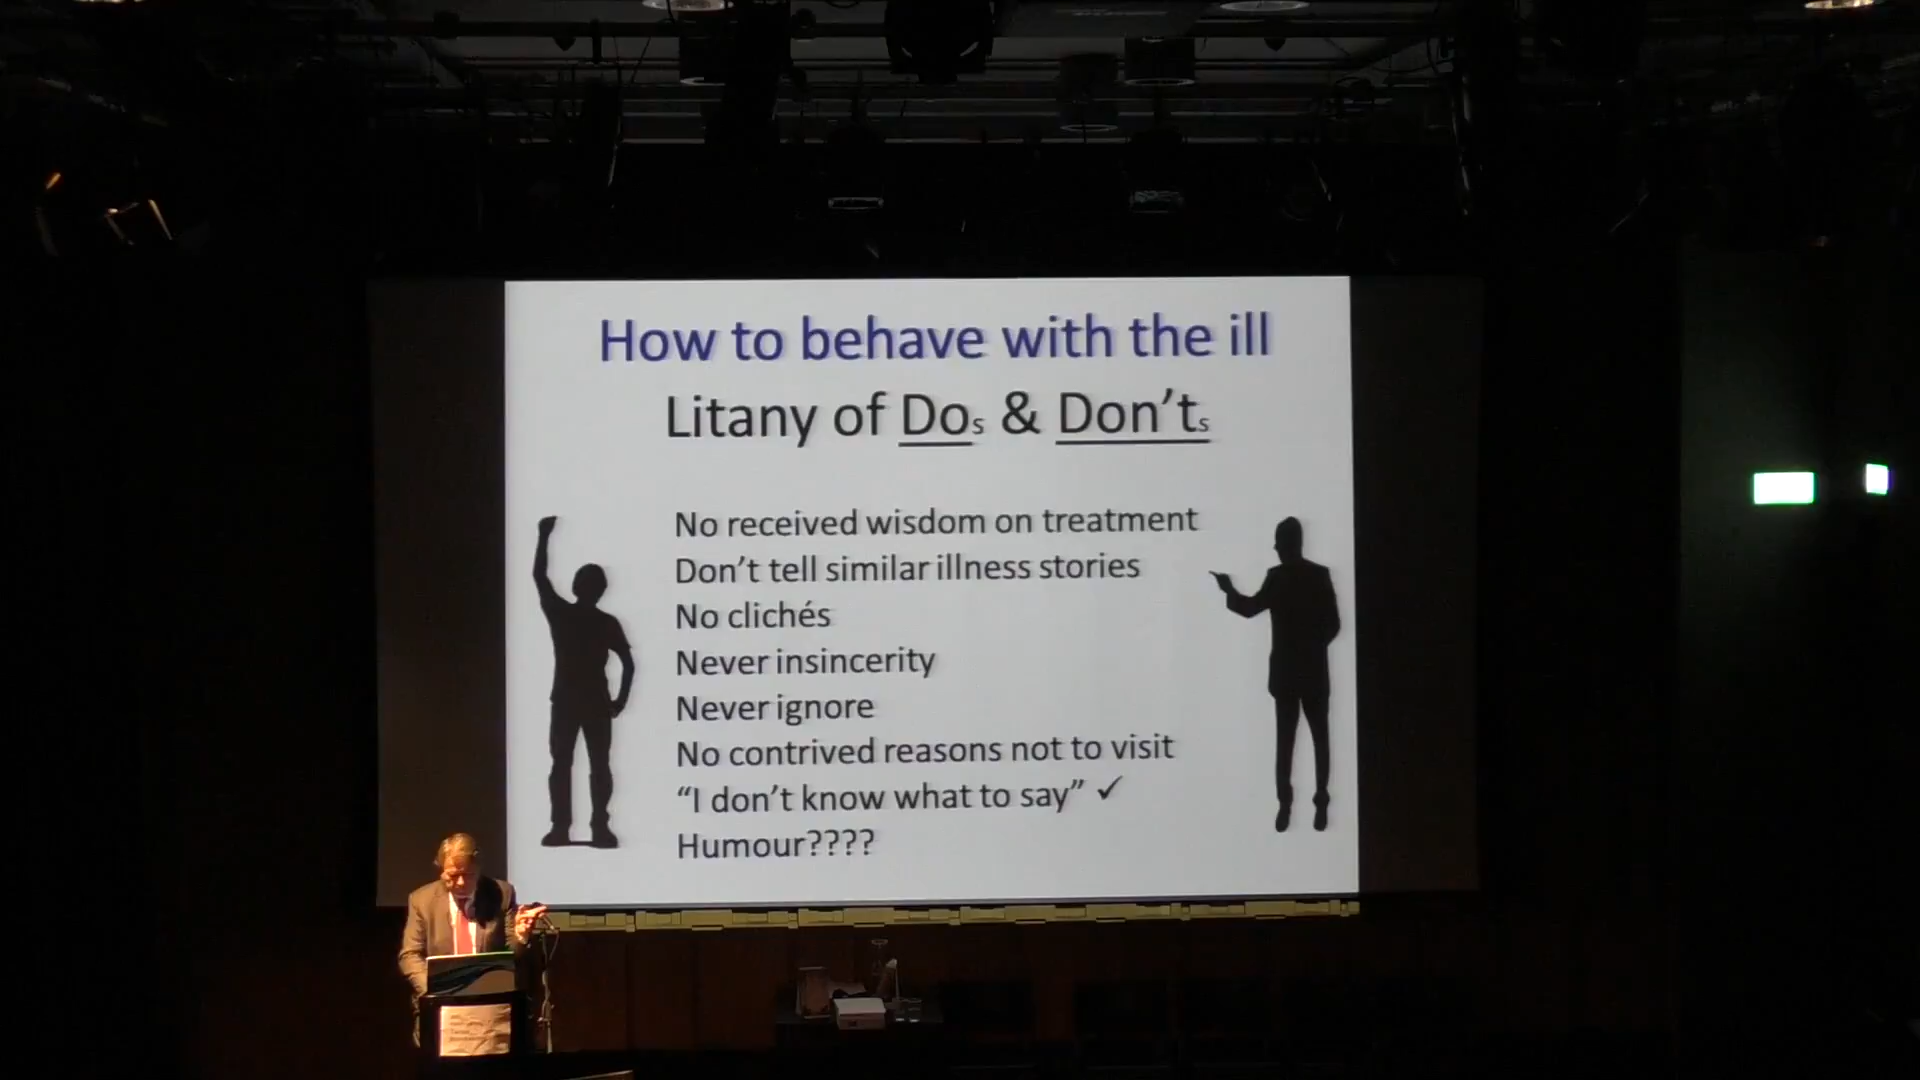 How to behave with the ill
Litany of Dos & Don'ts
No received wisdom on treatment
Don't tell similar illness stories
No clichés
Never insincerity
Never ignore
No contrived reasons not to visit
“I don't know what to say” ✓
Humour????